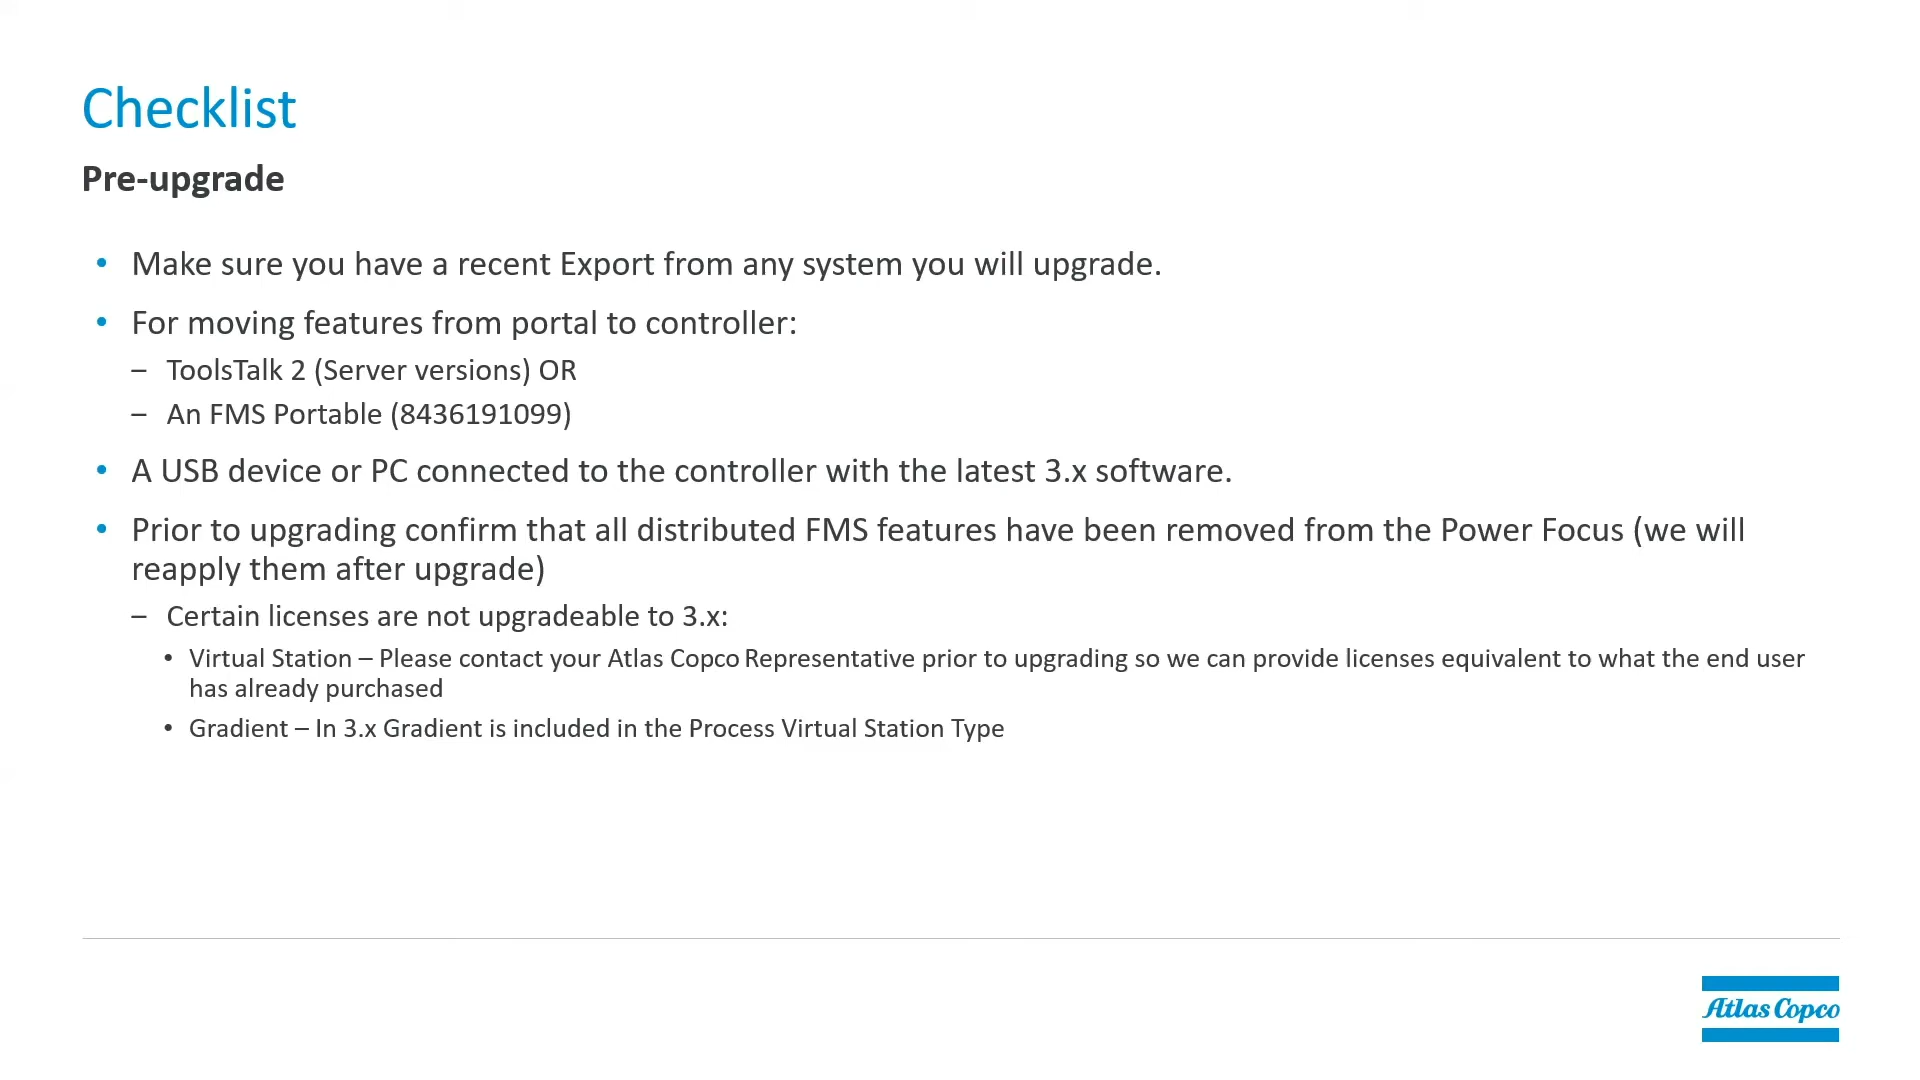 Checklist
Pre-upgrade
• Make sure you have a recent Export from any system you will upgrade.
• For moving features from portal to controller:
– ToolsTalk 2 (Server versions) OR
– An FMS Portable (8436191099)
• A USB device or PC connected to the controller with the latest 3.x software.
• Prior to upgrading confirm that all distributed FMS features have been removed from the Power Focus (we will
reapply them after upgrade)
– Certain licenses are not upgradeable to 3.x:
• Virtual Station – Please contact your Atlas Copco Representative prior to upgrading so we can provide licenses equivalent to what the end user
has already purchased
• Gradient – In 3.x Gradient is included in the Process Virtual Station Type
Atlas Copco